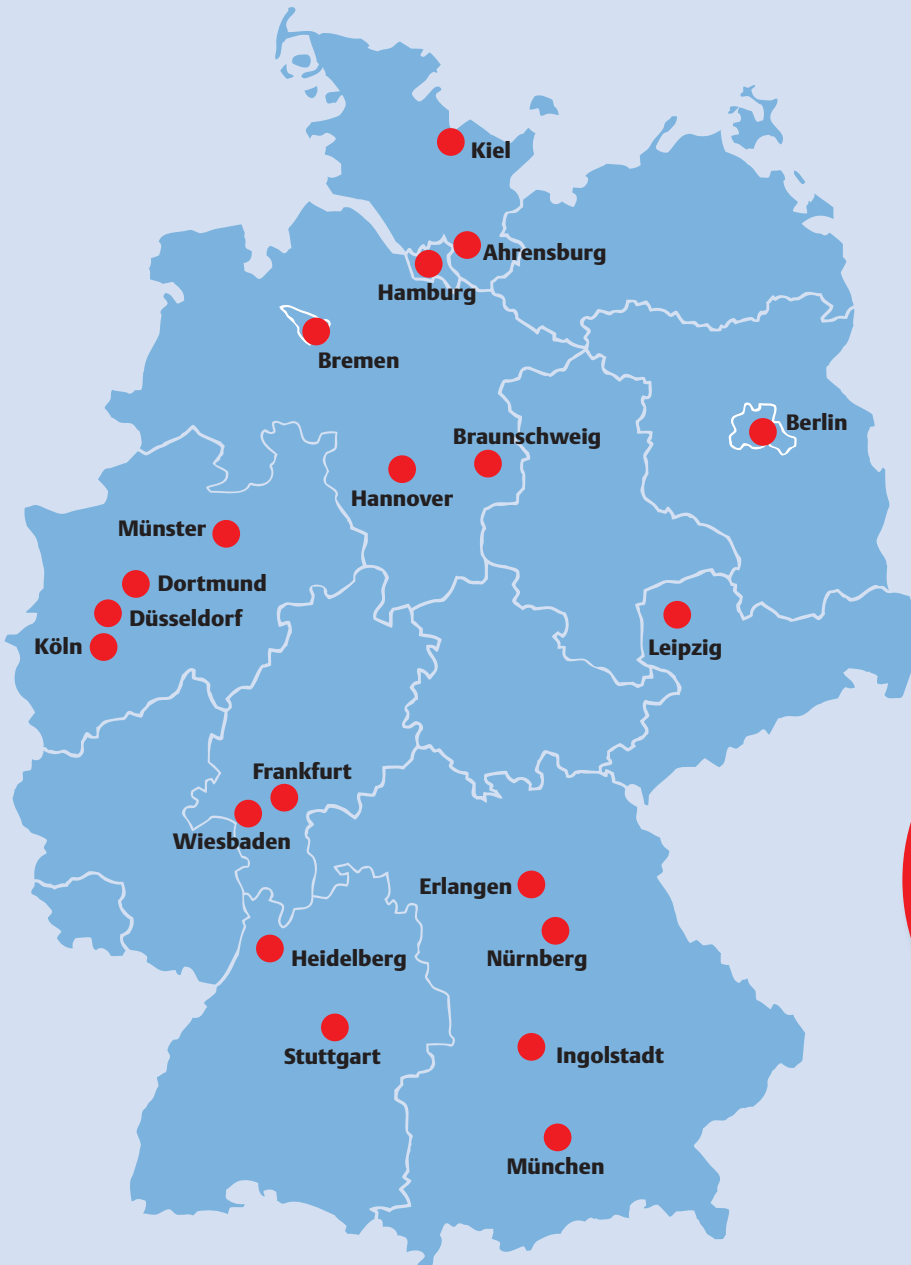 Kiel
Ahrensburg
Hamburg
Bremen
Berlin
Braunschweig
Hannover
Münster
Dortmund
Düsseldorf
Köln
Leipzig
Frankfurt
Wiesbaden
Erlangen
Nürnberg
Heidelberg
Stuttgart
Ingolstadt
München